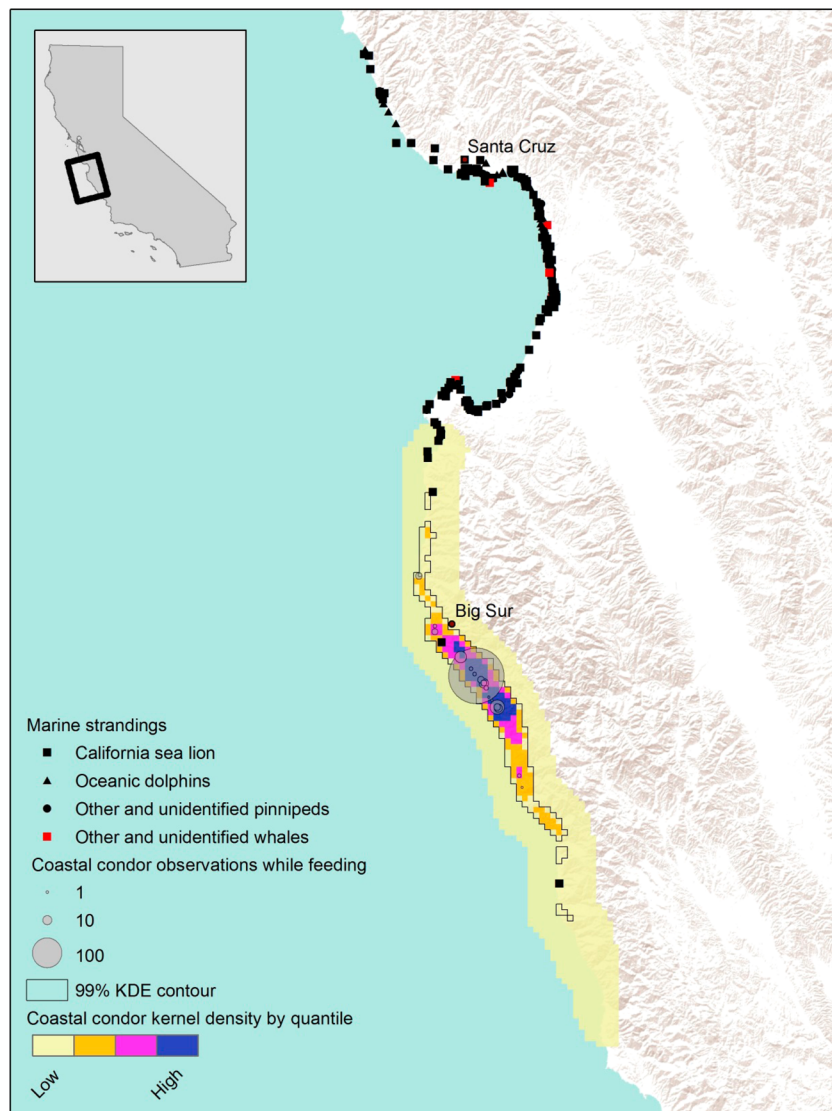 Santa Cruz
Big Sur
Marine strandings
California sea lion
Oceanic dolphins
Other and unidentified pinnipeds
Other and unidentified whales
Coastal condor observations while feeding
1
10
100
99% KDE contour
Coastal condor kernel density by quantile
Low
High